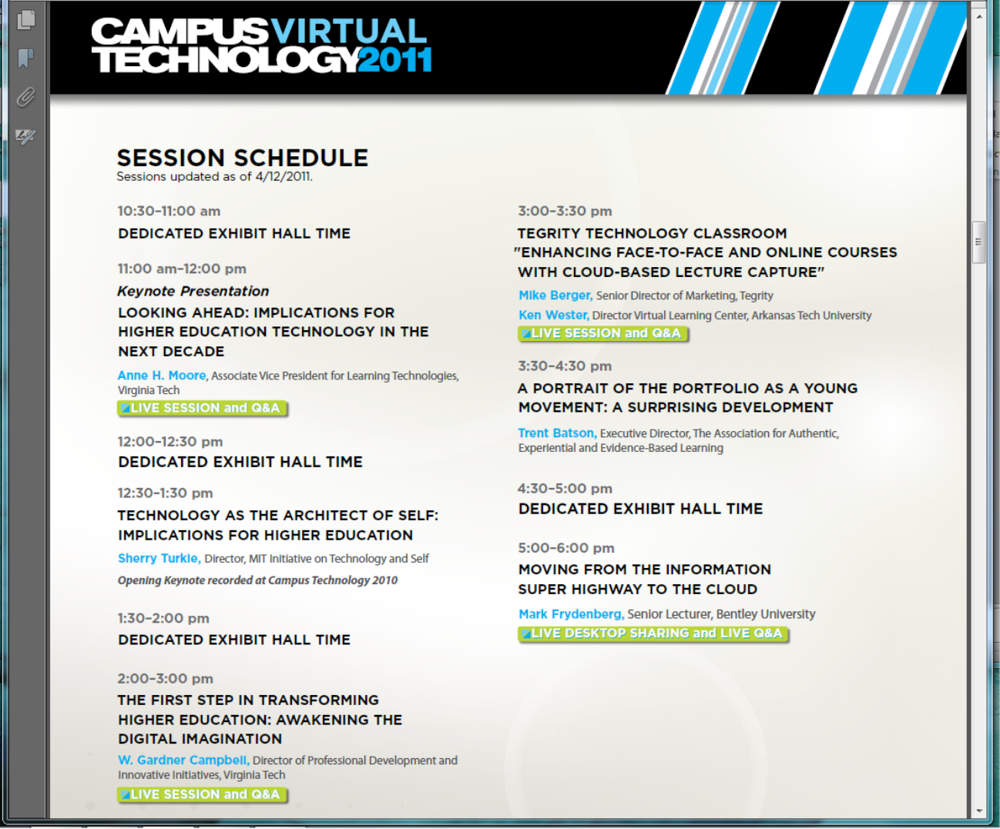 CAMPUS VIRTUAL
TECHNOLOGY 2011
SESSION SCHEDULE
Sessions updated as of 4/12/2011.
10:30–11:00 am
DEDICATED EXHIBIT HALL TIME
11:00 am–12:00 pm
Keynote Presentation
LOOKING AHEAD: IMPLICATIONS FOR
HIGHER EDUCATION TECHNOLOGY IN THE
NEXT DECADE
Anne H. Moore, Associate Vice President for Learning Technologies,
Virginia Tech
LIVE SESSION and Q&A
12:00–12:30 pm
DEDICATED EXHIBIT HALL TIME
12:30–1:30 pm
TECHNOLOGY AS THE ARCHITECT OF SELF:
IMPLICATIONS FOR HIGHER EDUCATION
Sherry Turkle, Director, MIT Initiative on Technology and Self
Opening Keynote recorded at Campus Technology 2010
1:30–2:00 pm
DEDICATED EXHIBIT HALL TIME
2:00–3:00 pm
THE FIRST STEP IN TRANSFORMING
HIGHER EDUCATION: AWAKENING THE
DIGITAL IMAGINATION
W. Gardner Campbell, Director of Professional Development and
Innovative Initiatives, Virginia Tech
LIVE SESSION and Q&A
3:00–3:30 pm
TEGRITY TECHNOLOGY CLASSROOM
"ENHANCING FACE-TO-FACE AND ONLINE COURSES
WITH CLOUD-BASED LECTURE CAPTURE"
Mike Berger, Senior Director of Marketing, Tegrity
Ken Wester, Director Virtual Learning Center, Arkansas Tech University
LIVE SESSION and Q&A
3:30–4:30 pm
A PORTRAIT OF THE PORTFOLIO AS A YOUNG
MOVEMENT: A SURPRISING DEVELOPMENT
Trent Batson, Executive Director, The Association for Authentic,
Experiential and Evidence-Based Learning
4:30–5:00 pm
DEDICATED EXHIBIT HALL TIME
5:00–6:00 pm
MOVING FROM THE INFORMATION
SUPER HIGHWAY TO THE CLOUD
Mark Frydenberg, Senior Lecturer, Bentley University
LIVE DESKTOP SHARING and LIVE Q&A